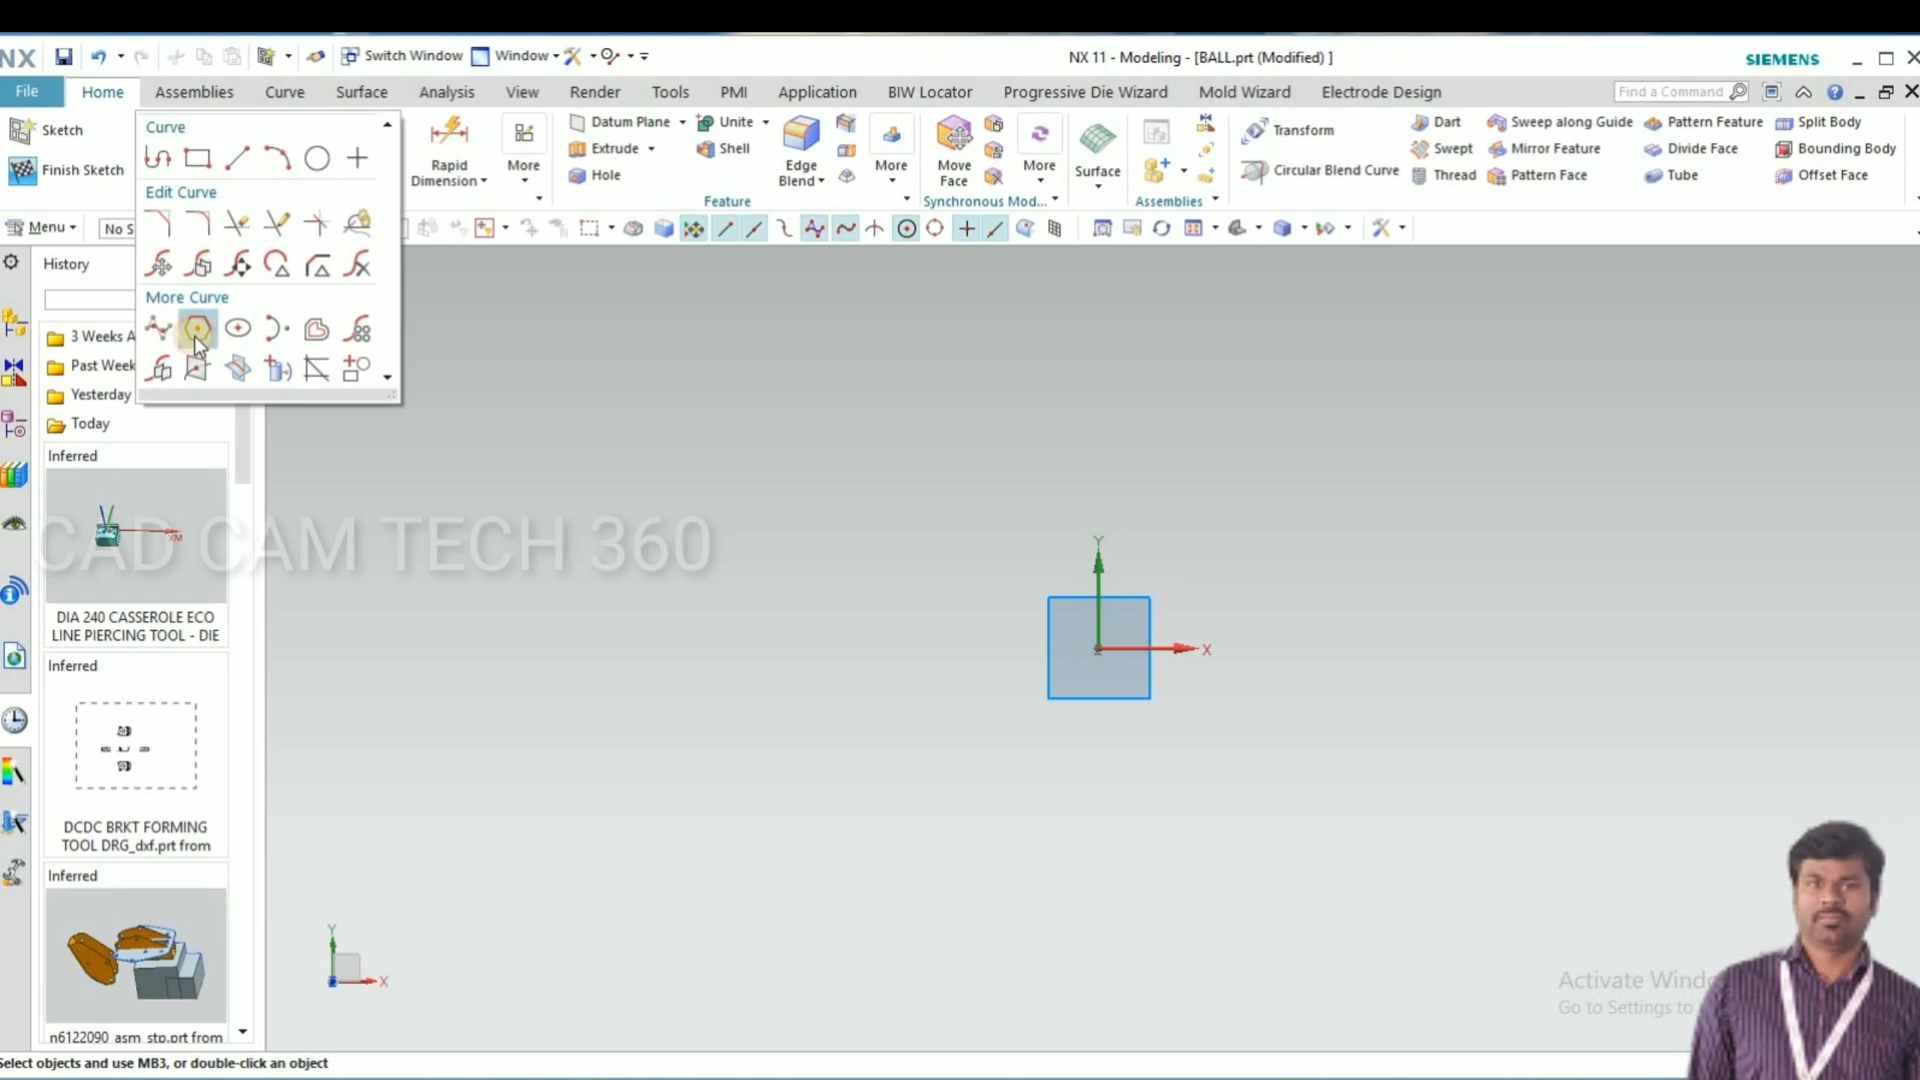 NX
Switch Window
Window
NX 11 - Modeling - [BALL.prt (Modified) ]
SIEMENS
File
Home
Assemblies
Curve
Surface
Analysis
View
Render
Tools
PMI
Application
BIW Locator
Progressive Die Wizard
Mold Wizard
Electrode Design
Find a Command
Sketch
Finish Sketch
Curve
Edit Curve
More Curve
Rapid
Dimension
More
Datum Plane
Extrude
Hole
Unite
Shell
Edge
Blend
More
Feature
Move
Face
More
Synchronous Mod...
Surface
Assemblies
Transform
Circular Blend Curve
Dart
Swept
Thread
Sweep along Guide
Mirror Feature
Pattern Face
Pattern Feature
Divide Face
Tube
Split Body
Bounding Body
Offset Face
Menu
No S
History
3 Weeks A
Past Week
Yesterday
Today
Inferred
XM
DIA 240 CASSEROLE ECO
LINE PIERCING TOOL - DIE
Inferred
DCDC BRKT FORMING
TOOL DRG_dxf.prt from
Inferred
n6122090_asm_stp.prt from
CAD CAM TECH 360
Y
X
Y
X
Activate Windo
Go to Settings to
Select objects and use MB3, or double-click an object